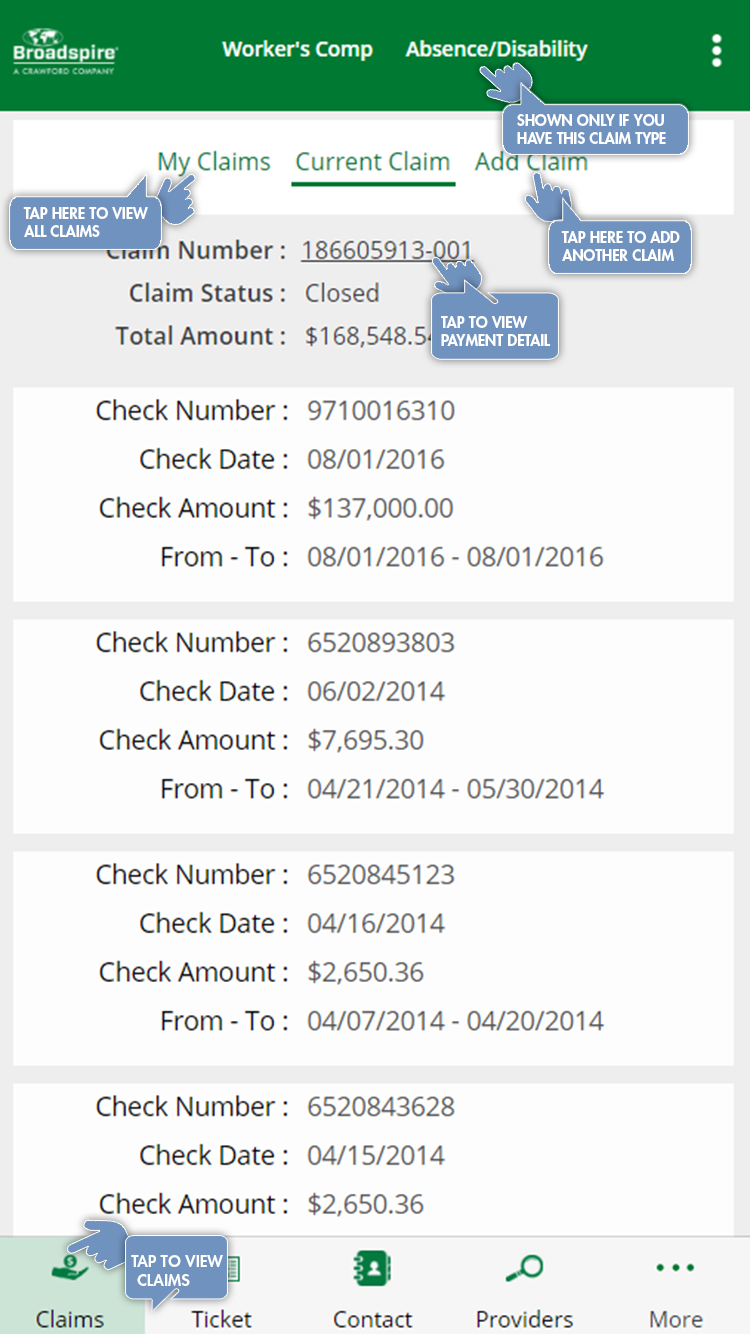 Broadspire
A CRAWFORD COMPANY
Worker's Comp
Absence/Disability
SHOWN ONLY IF YOU
HAVE THIS CLAIM TYPE
My Claims
Current Claim
Add Claim
TAP HERE TO VIEW
ALL CLAIMS
TAP HERE TO ADD
ANOTHER CLAIM
Claim Number : 186605913-001
Claim Status : Closed
TAP TO VIEW
PAYMENT DETAIL
Total Amount : $168,548.54
Check Number : 9710016310
Check Date : 08/01/2016
Check Amount : $137,000.00
From - To : 08/01/2016 - 08/01/2016
Check Number : 6520893803
Check Date : 06/02/2014
Check Amount : $7,695.30
From - To : 04/21/2014 - 05/30/2014
Check Number : 6520845123
Check Date : 04/16/2014
Check Amount : $2,650.36
From - To : 04/07/2014 - 04/20/2014
Check Number : 6520843628
Check Date : 04/15/2014
Check Amount : $2,650.36
TAP TO VIEW
CLAIMS
Claims
Ticket
Contact
Providers
More